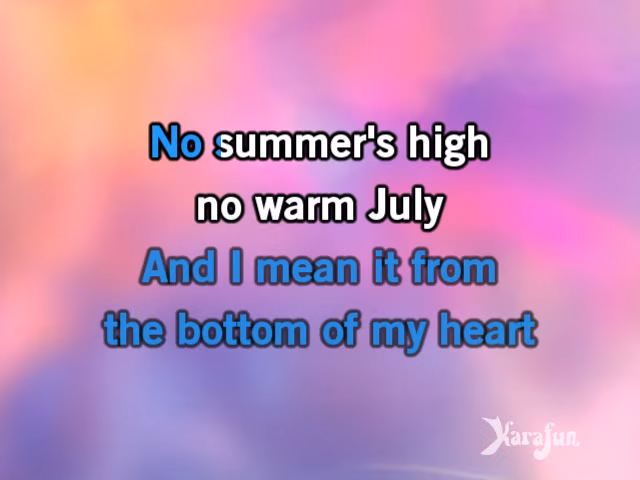 No summer's high
no warm July
And I mean it from
the bottom of my heart
Karafun